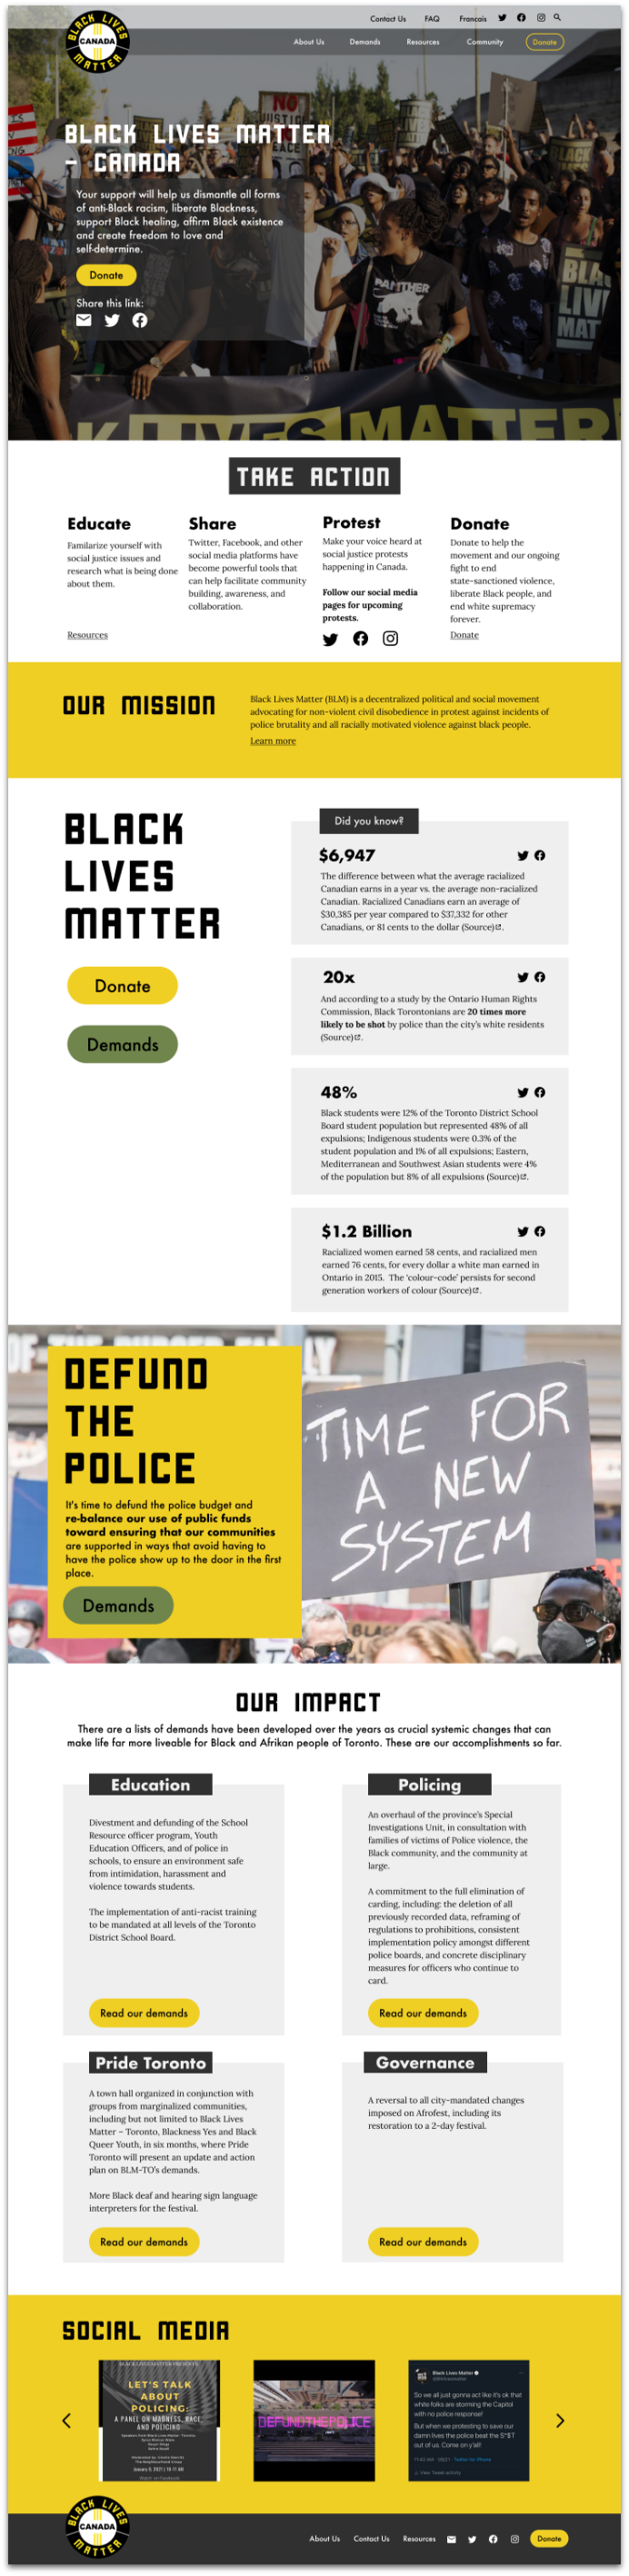 BLACK LIVES
CANADA
MATTER
Contact Us FAQ Francais
About Us Demands Resources Community Donate
NO
JUSTICE
BLACK LIVES MATTER
- CANADA
Your support will help us dismantle all forms
of anti-Black racism, liberate Blackness,
support Black healing, affirm Black existence
and create freedom to love and
self-determine.
Donate
Share this link:
PANTHER
LIVES MATTER
TAKE ACTION
Educate
Familarize yourself with
social justice issues and
research what is being done
about them.
Resources
Share
Twitter, Facebook, and other
social media platforms have
become powerful tools that
can help facilitate community
building, awareness, and
collaboration.
Protest
Make your voice heard at
social justice protests
happening in Canada.
Follow our social media
pages for upcoming
protests.
Donate
Donate to help the
movement and our ongoing
fight to end
state-sanctioned violence,
liberate Black people, and
end white supremacy
forever.
Donate
OUR MISSION
Black Lives Matter (BLM) is a decentralized political and social movement
advocating for non-violent civil disobedience in protest against incidents of
police brutality and all racially motivated violence against black people.
Learn more
BLACK
LIVES
MATTER
Donate
Demands
Did you know?
$6,947
The difference between what the average racialized
Canadian earns in a year vs. the average non-racialized
Canadian. Racialized Canadians earn an average of
$30,385 per year compared to $37,332 for other
Canadians, or 81 cents to the dollar (Source).
20x
And according to a study by the Ontario Human Rights
Commission, Black Torontonians are 20 times more
likely to be shot by police than the city's white residents
(Source).
48%
Black students were 12% of the Toronto District School
Board student population but represented 48% of all
expulsions; Indigenous students were 0.3% of the
student population and 1% of all expulsions; Eastern,
Mediterranean and Southwest Asian students were 4%
of the population but 8% of all expulsions (Source).
$1.2 Billion
Racialized women earned 58 cents, and racialized men
earned 76 cents, for every dollar a white man earned in
Ontario in 2015. The 'colour-code' persists for second
generation workers of colour (Source).
DEFUND
THE
POLICE
It's time to defund the police budget and
re-balance our use of public funds
toward ensuring that our communities
are supported in ways that avoid having to
have the police show up to the door in the first
place.
Demands
TIME FOR
A NEW
SYSTEM
OUR IMPACT
There are a lists of demands have been developed over the years as crucial systemic changes that can
make life far more liveable for Black and Afrikan people of Toronto. These are our accomplishments so far.
Education
Divestment and defunding of the School
Resource officer program, Youth
Education Officers, and of police in
schools, to ensure an environment safe
from intimidation, harassment and
violence towards students.
The implementation of anti-racist training
to be mandated at all levels of the Toronto
District School Board.
Read our demands
Policing
An overhaul of the province's Special
Investigations Unit, in consultation with
families of victims of Police violence, the
Black community, and the community at
large.
A commitment to the full elimination of
carding, including: the deletion of all
previously recorded data, reframing of
regulations to prohibitions, consistent
implementation policy amongst different
police boards, and concrete disciplinary
measures for officers who continue to
card.
Read our demands
Pride Toronto
A town hall organized in conjunction with
groups from marginalized communities,
including but not limited to Black Lives
Matter – Toronto, Blackness Yes and Black
Queer Youth, in six months, where Pride
Toronto will present an update and action
plan on BLM-TO's demands.
More Black deaf and hearing sign language
interpreters for the festival.
Read our demands
Governance
A reversal to all city-mandated changes
imposed on Afrofest, including its
restoration to a 2-day festival.
Read our demands
SOCIAL MEDIA
BLACK LIVES MATTER PRESENTS
LET'S TALK
ABOUT
POLICING:
A PANEL ON MADNESS, RACE,
AND POLICING
DEFUND THE POLICE
Black Lives Matter
So we all just gonna act like it's ok that
white folks are storming the Capitol
with no police response!
But when we protesting to save our
damn lives the police beat the S*$T
out of us. Come on y'all!
View Tweet activity
BLACK LIVES
CANADA
MATTER
About Us Contact Us Resources Donate